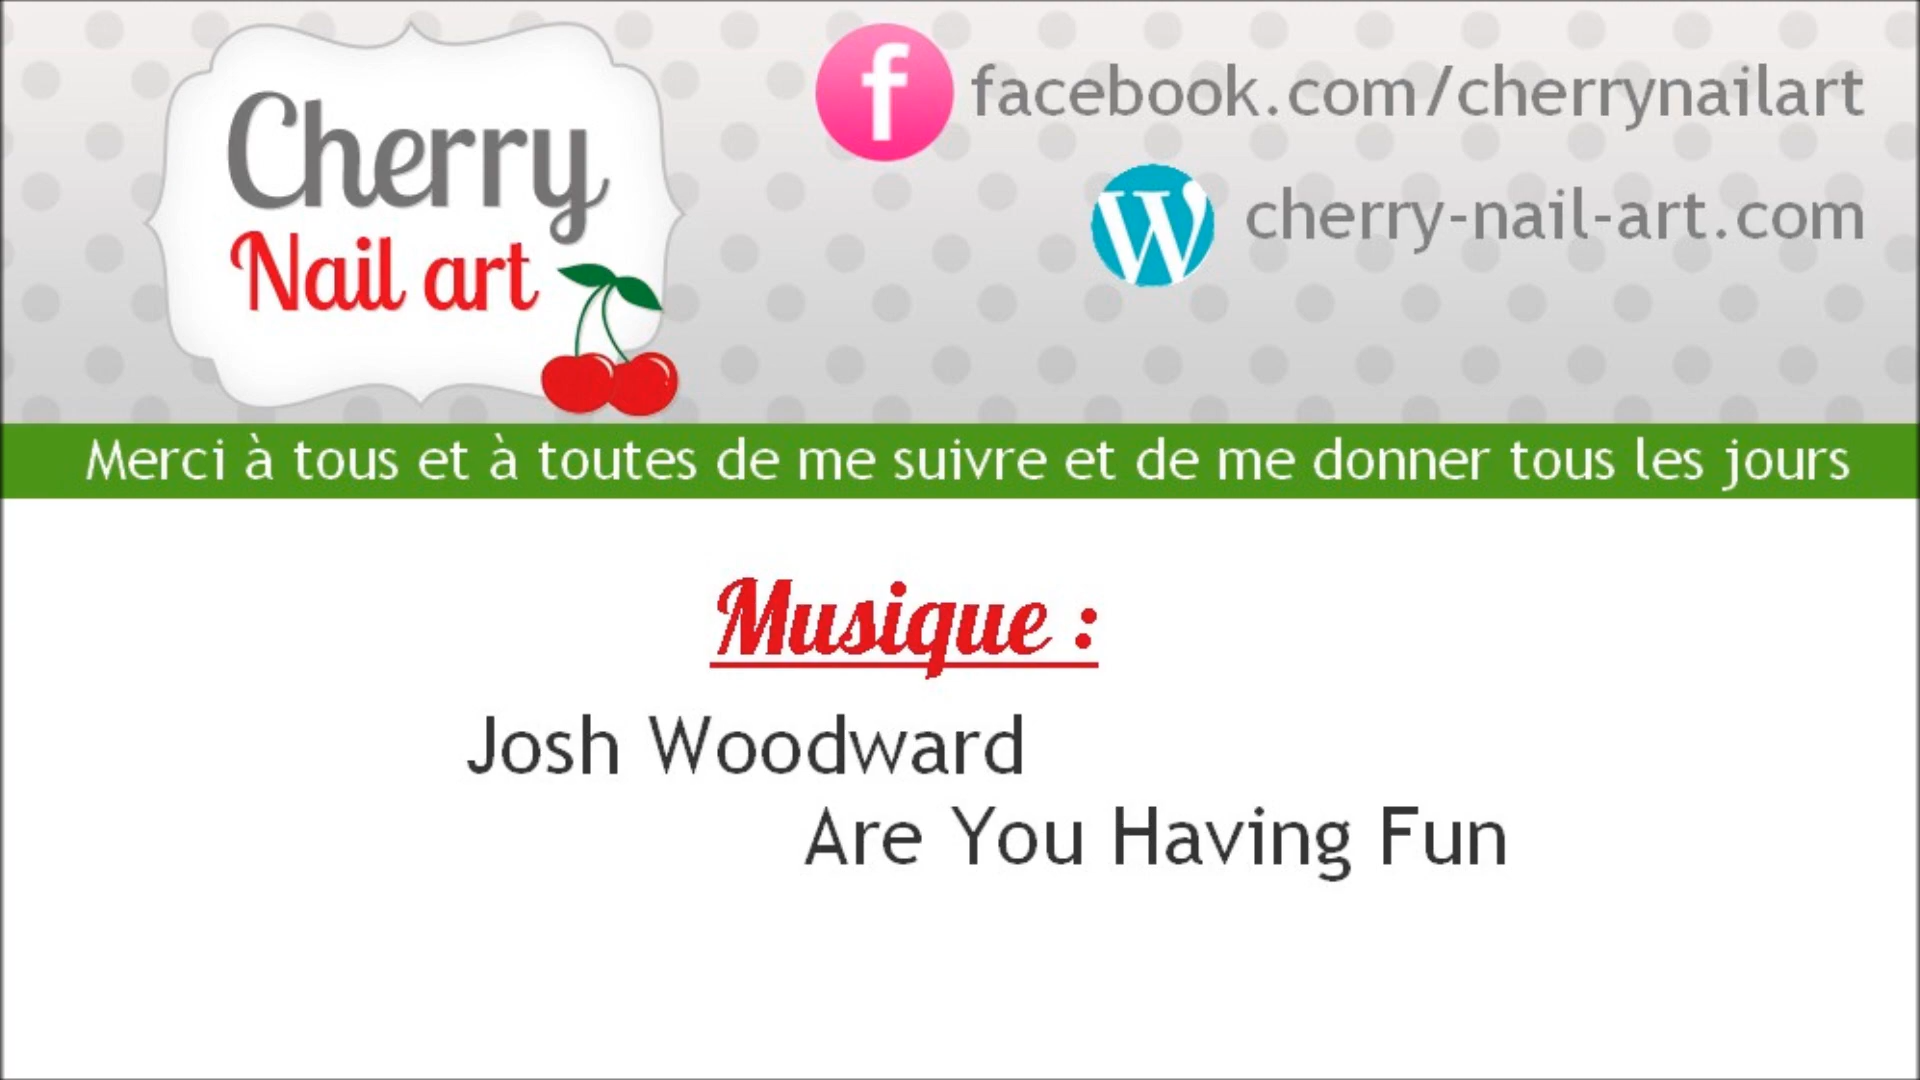 Cherry
Nail art
f facebook.com/cherrynailart
W cherry-nail-art.com
Merci à tous et à toutes de me suivre et de me donner tous les jours
Musique :
Josh Woodward
Are You Having Fun